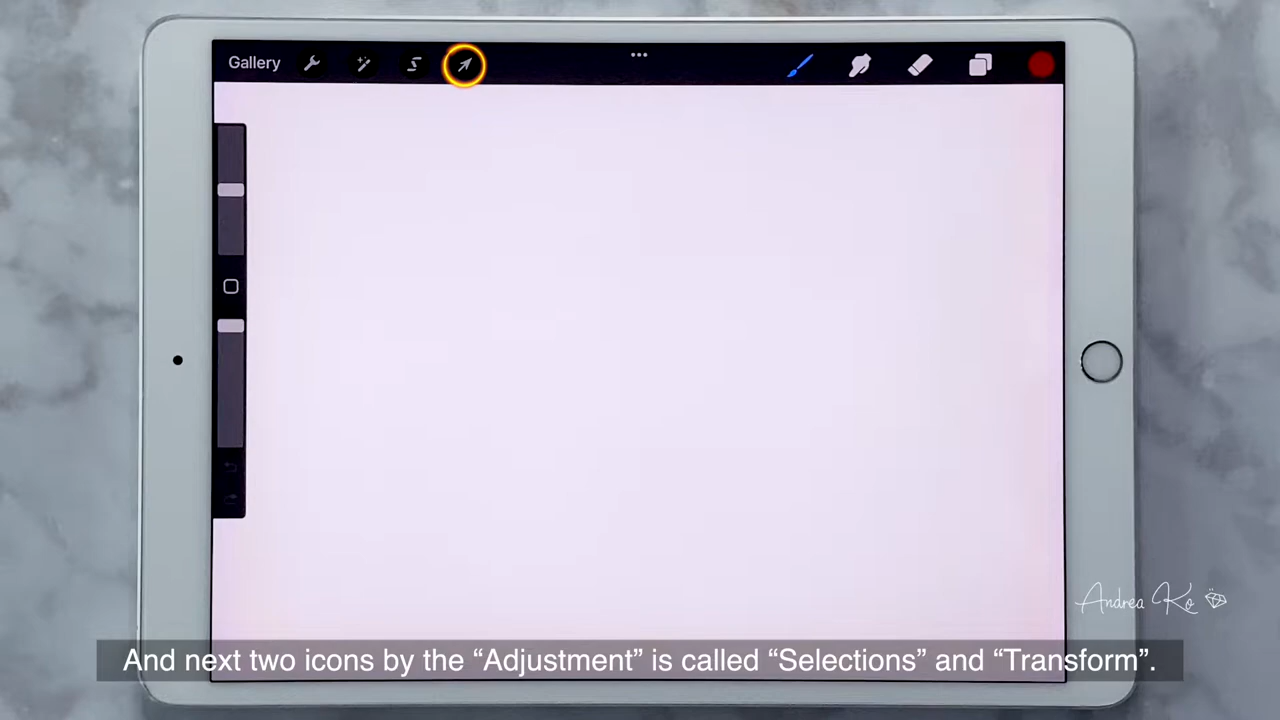 Gallery
Andrea Ko
And next two icons by the “Adjustment” is called “Selections” and “Transform”.